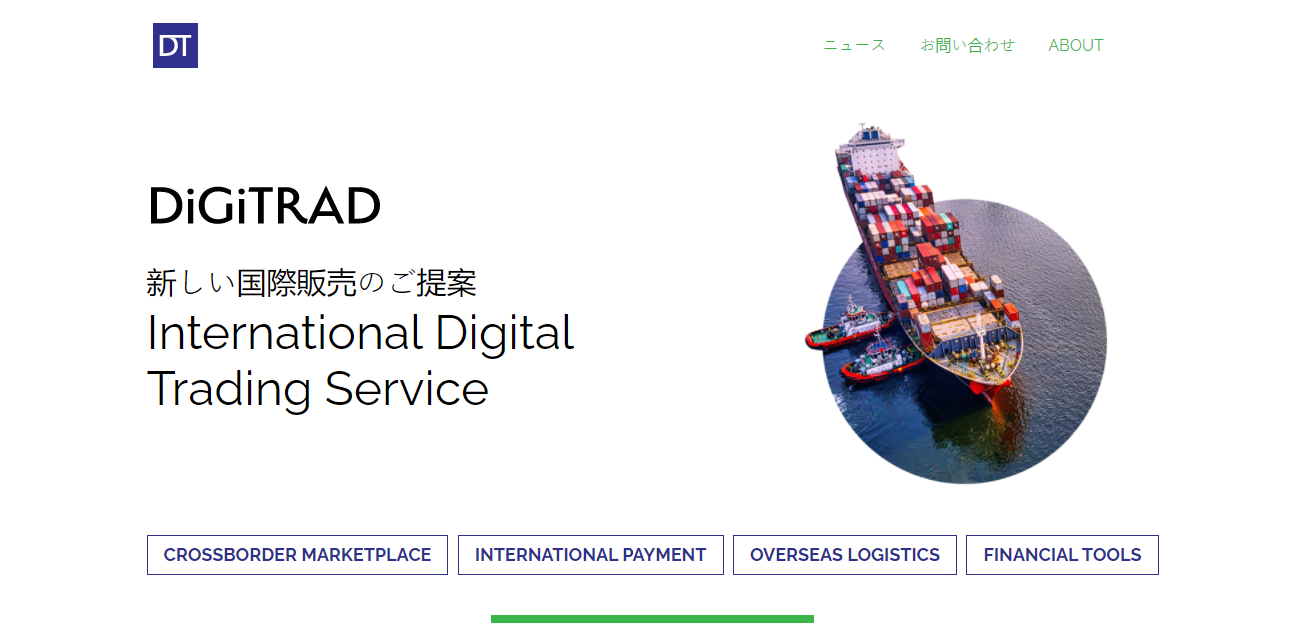 DT
ニュース お問い合わせ ABOUT
DiGiTRAD
新しい国際販売のご提案
International Digital
Trading Service
CROSSBORDER MARKETPLACE INTERNATIONAL PAYMENT OVERSEAS LOGISTICS FINANCIAL TOOLS